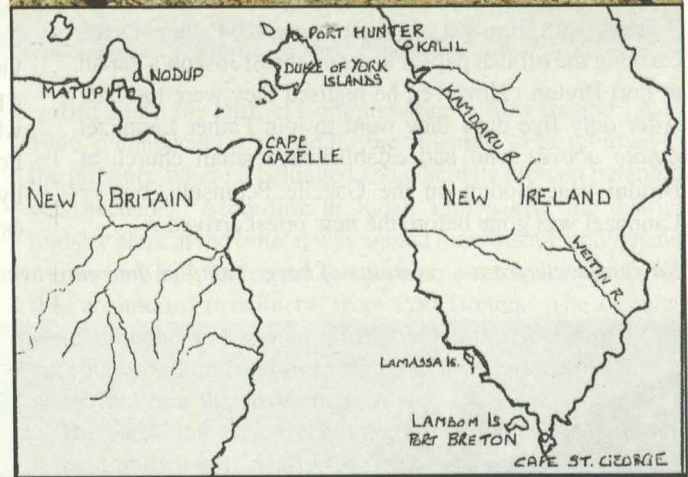 PORT HUNTER
KALIL
NODUP
DUKE OF YORK
ISLANDS
MATUPIT
KAMDARU R.
CAPE
GAZELLE
NEW BRITAIN
NEW IRELAND
WEITIN R.
LAMASSA IS.
LAMBOM IS
PORT BRETON
CAPE ST. GEORGE